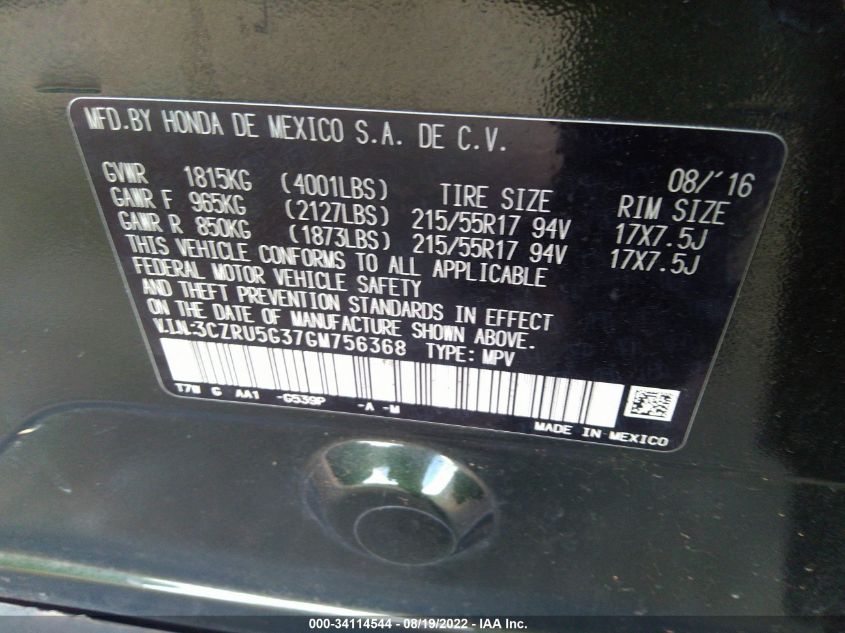 MFD.BY HONDA DE MEXICO S.A. DE C.V.
08/'16
GVWR 1815KG (4001LBS) TIRE SIZE RIM SIZE
GAWR F 965KG (2127LBS) 215/55R17 94V 17X7.5J
GAWR R 850KG (1873LBS) 215/55R17 94V 17X7.5J
THIS VEHICLE CONFORMS TO ALL APPLICABLE
FEDERAL MOTOR VEHICLE SAFETY
AND THEFT PREVENTION STANDARDS IN EFFECT
ON THE DATE OF MANUFACTURE SHOWN ABOVE.
V.I.N:3CZRU5G37GM756368 TYPE: MPV
T7W G AA1 -G539P -A -M
MADE IN MEXICO
000-34114544 - 08/19/2022 - IAA Inc.